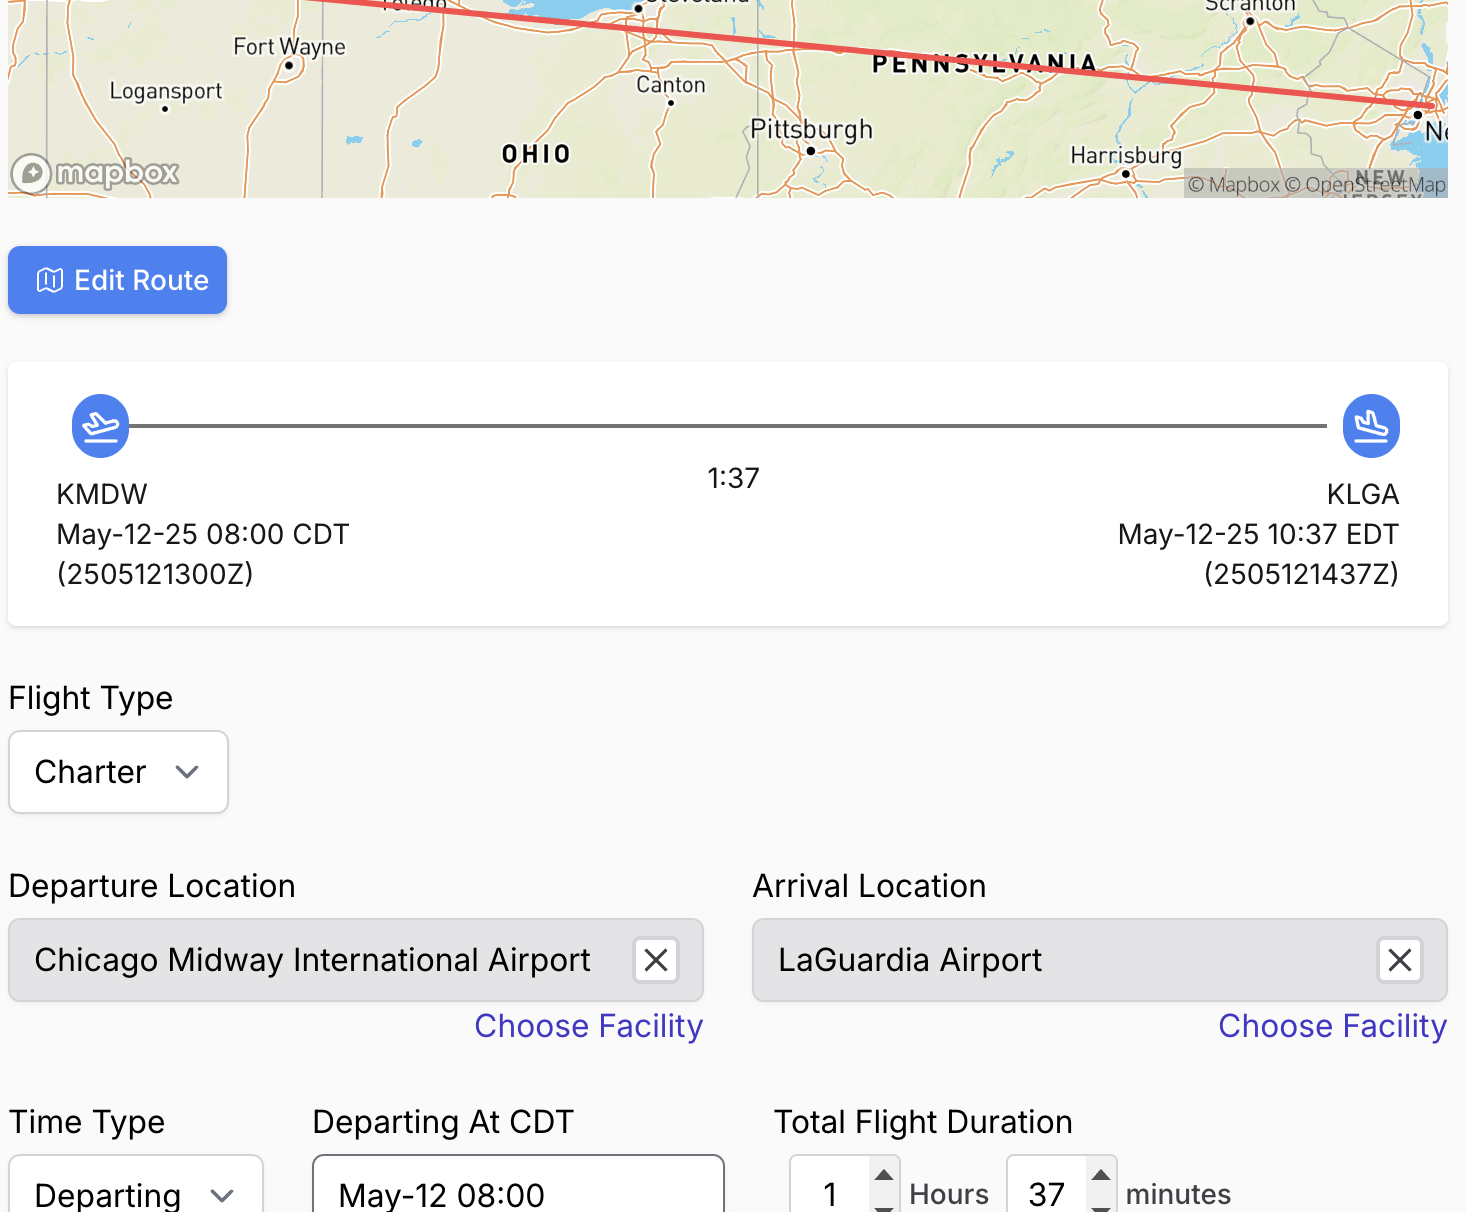 Toledo
Cleveland
Scranton
Fort Wayne
PENNSYLVANIA
Logansport
Canton
Pittsburgh
OHIO
Harrisburg
mapbox
NEW
JERSEY
© Mapbox © OpenStreetMap
Edit Route
1:37
KMDW
KLGA
May-12-25 08:00 CDT
May-12-25 10:37 EDT
(2505121300Z)
(2505121437Z)
Flight Type
Charter
Departure Location
Arrival Location
Chicago Midway International Airport
LaGuardia Airport
Choose Facility
Choose Facility
Time Type
Departing At CDT
Total Flight Duration
Departing
May-12 08:00
1 Hours 37 minutes